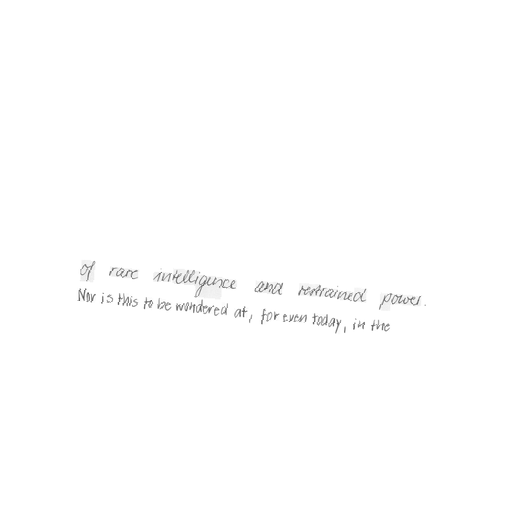 of rare intelligence and restrained power.
Nor is this to be wondered at, for even today, in the